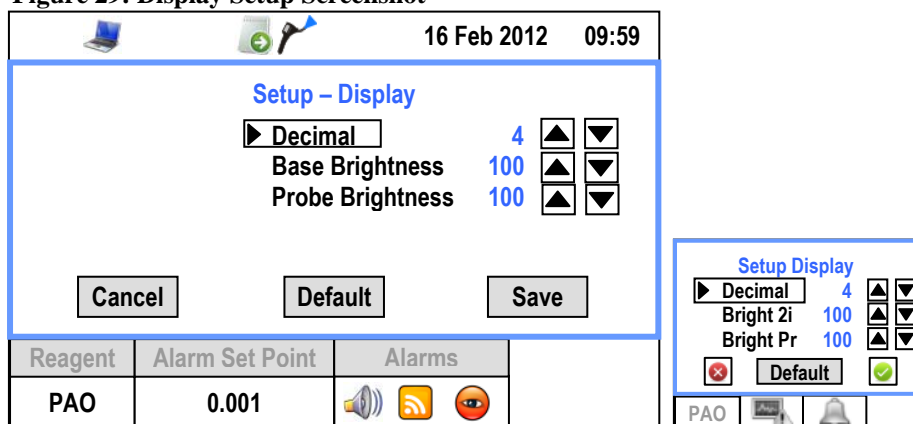 Figure 29: Display Setup Screenshot
16 Feb 2012 09:59
Setup – Display
Decimal 4
Base Brightness 100
Probe Brightness 100
Cancel Default Save
Reagent Alarm Set Point Alarms
PAO 0.001
Setup Display
Decimal 4
Bright 2i 100
Bright Pr 100
Default
PAO